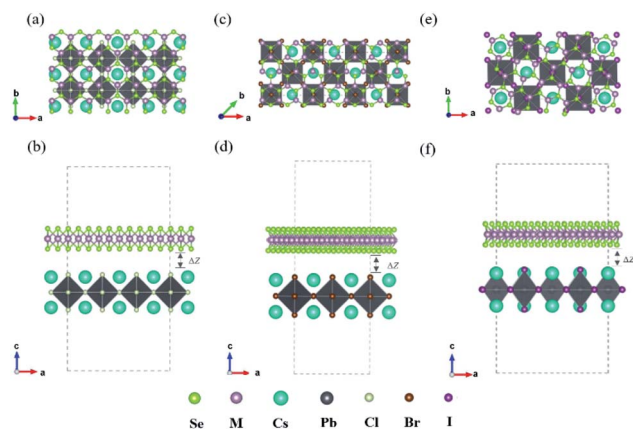 (a) (c) (e)
b b b
a a a
(b) (d) (f)
ΔZ ΔZ ΔZ
c c c
a a a
Se M Cs Pb Cl Br I